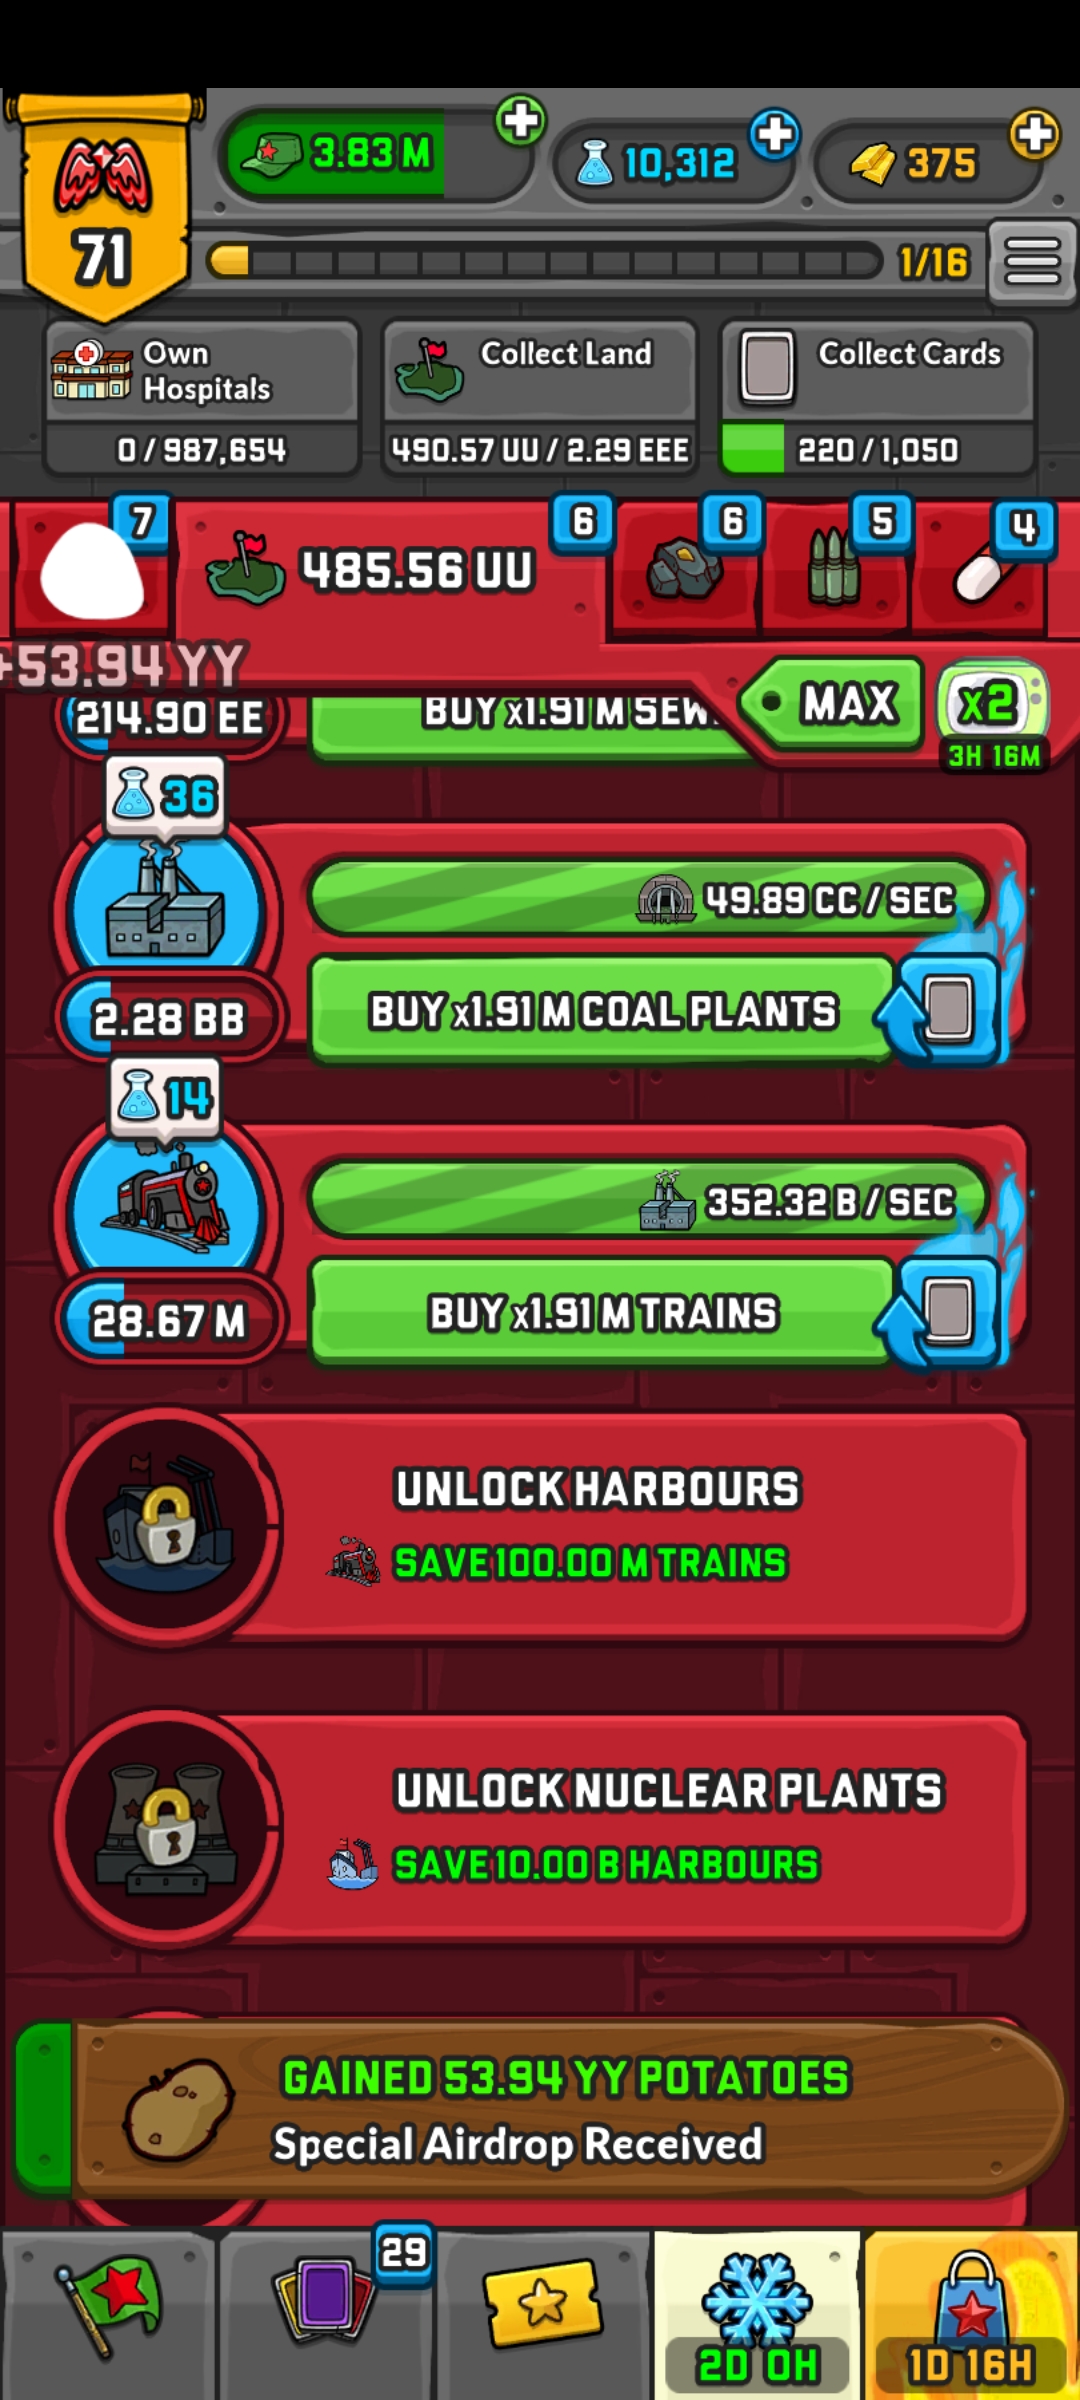 71
3.83 M
10,312
375
1/16
Own
Hospitals
0 / 987,654
Collect Land
490.57 UU / 2.29 EEE
Collect Cards
220 / 1,050
7
485.56 UU
6
6
5
4
+53.94 YY
214.90 EE
BUY x1.91 M SEW
MAX
x2
3H 16M
36
49.89 CC / SEC
2.28 BB
BUY x1.91 M COAL PLANTS
14
352.32 B / SEC
28.67 M
BUY x1.91 M TRAINS
UNLOCK HARBOURS
SAVE 100.00 M TRAINS
UNLOCK NUCLEAR PLANTS
SAVE 10.00 B HARBOURS
GAINED 53.94 YY POTATOES
Special Airdrop Received
29
2D 0H
1D 16H